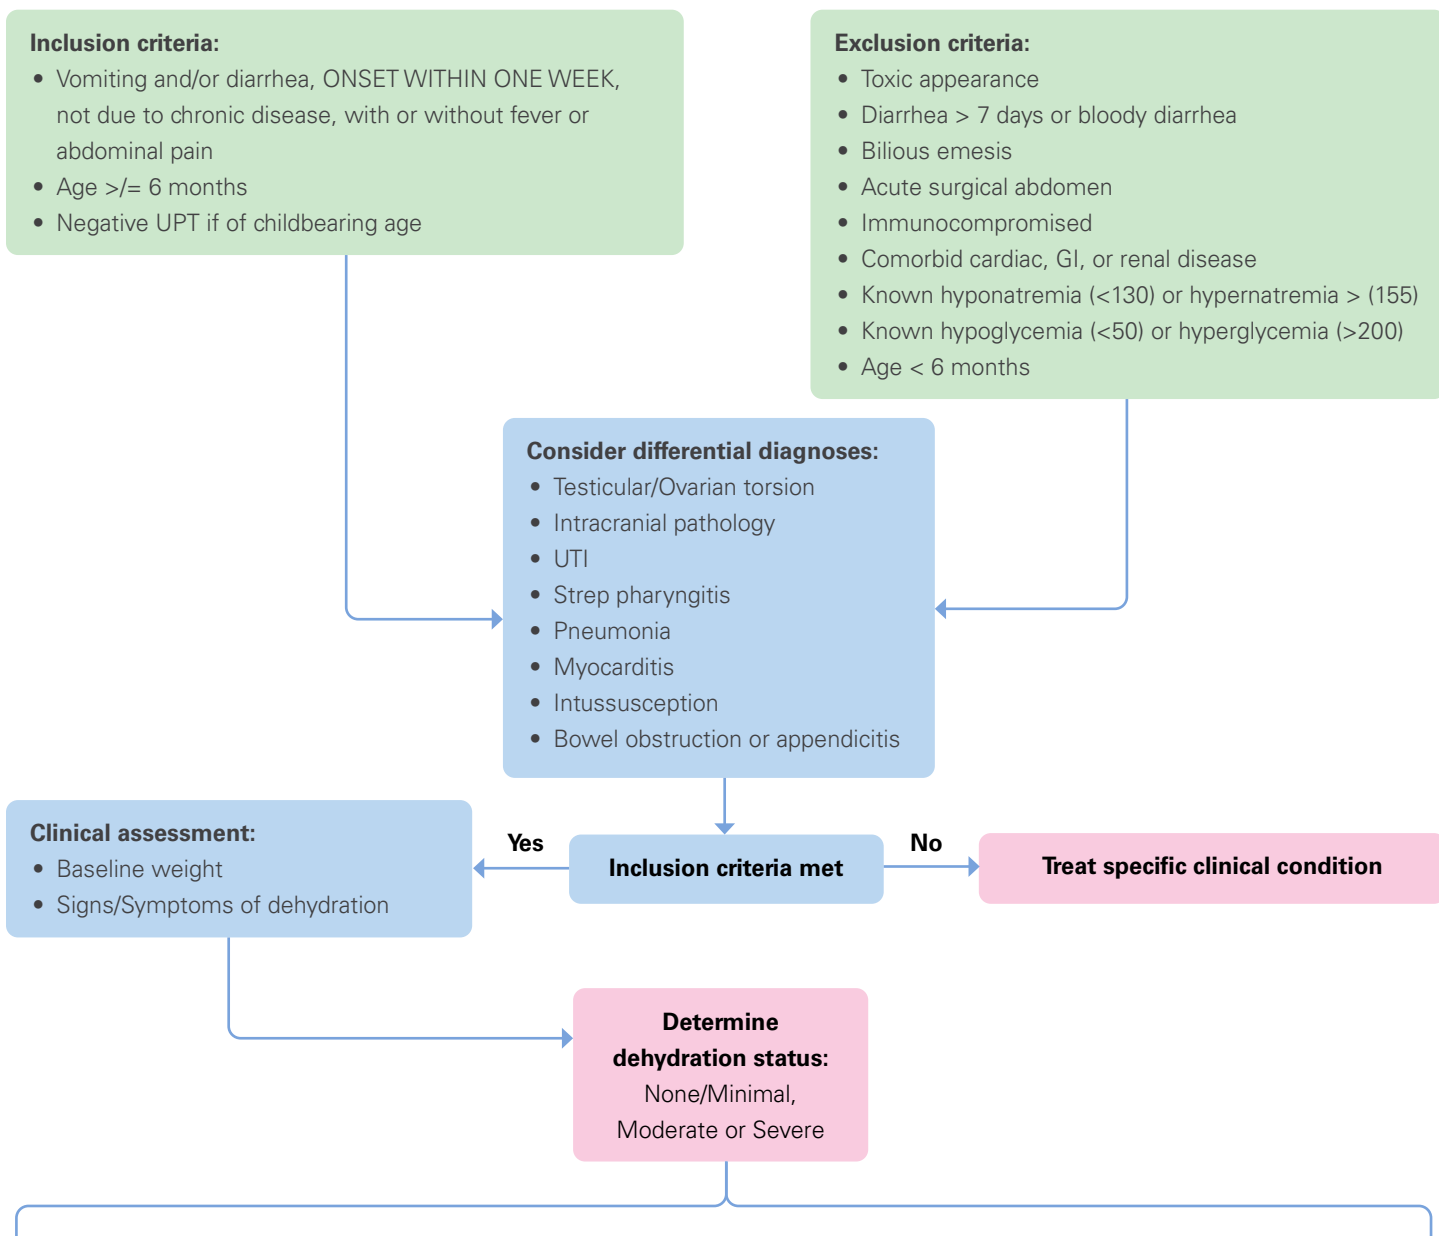 Inclusion criteria:
• Vomiting and/or diarrhea, ONSET WITHIN ONE WEEK,
not due to chronic disease, with or without fever or
abdominal pain
• Age >/= 6 months
• Negative UPT if of childbearing age
Exclusion criteria:
• Toxic appearance
• Diarrhea > 7 days or bloody diarrhea
• Bilious emesis
• Acute surgical abdomen
• Immunocompromised
• Comorbid cardiac, GI, or renal disease
• Known hyponatremia (<130) or hypernatremia > (155)
• Known hypoglycemia (<50) or hyperglycemia (>200)
• Age < 6 months
Consider differential diagnoses:
• Testicular/Ovarian torsion
• Intracranial pathology
• UTI
• Strep pharyngitis
• Pneumonia
• Myocarditis
• Intussusception
• Bowel obstruction or appendicitis
Clinical assessment:
• Baseline weight
• Signs/Symptoms of dehydration
Yes
Inclusion criteria met
No
Treat specific clinical condition
Determine
dehydration status:
None/Minimal,
Moderate or Severe